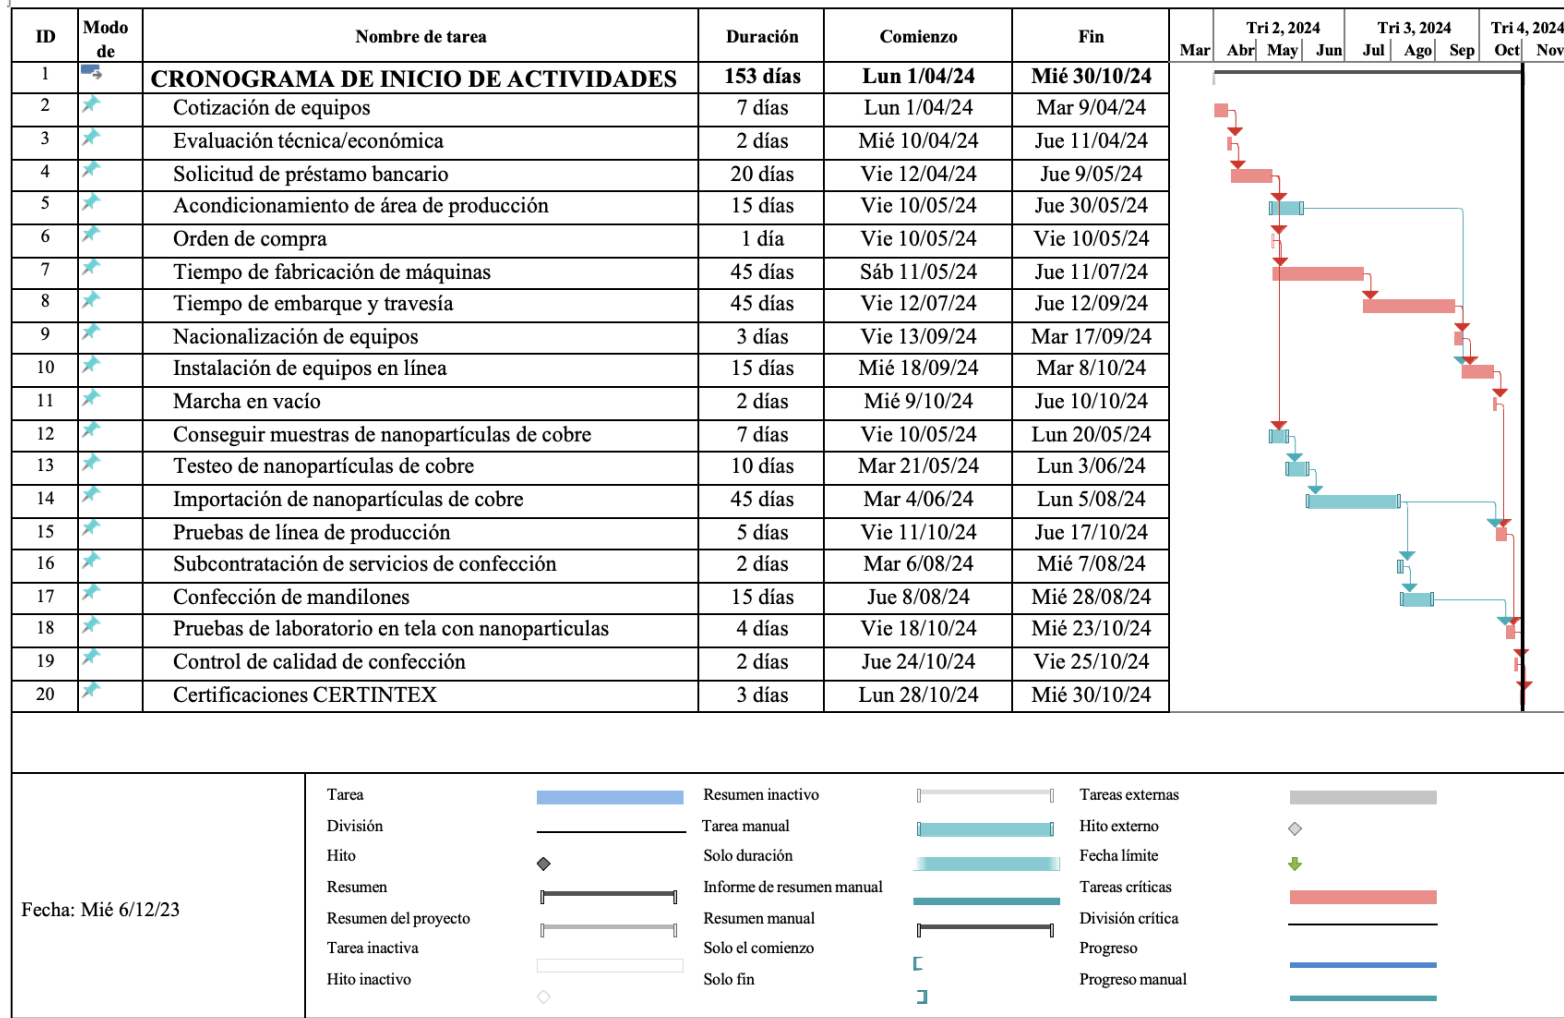 ID Modo de Nombre de tarea Duración Comienzo Fin Tri 2, 2024 Tri 3, 2024 Tri 4, 2024
Mar Abr May Jun Jul Ago Sep Oct Nov
1 CRONOGRAMA DE INICIO DE ACTIVIDADES 153 días Lun 1/04/24 Mié 30/10/24
2 Cotización de equipos 7 días Lun 1/04/24 Mar 9/04/24
3 Evaluación técnica/económica 2 días Mié 10/04/24 Jue 11/04/24
4 Solicitud de préstamo bancario 20 días Vie 12/04/24 Jue 9/05/24
5 Acondicionamiento de área de producción 15 días Vie 10/05/24 Jue 30/05/24
6 Orden de compra 1 día Vie 10/05/24 Vie 10/05/24
7 Tiempo de fabricación de máquinas 45 días Sáb 11/05/24 Jue 11/07/24
8 Tiempo de embarque y travesía 45 días Vie 12/07/24 Jue 12/09/24
9 Nacionalización de equipos 3 días Vie 13/09/24 Mar 17/09/24
10 Instalación de equipos en línea 15 días Mié 18/09/24 Mar 8/10/24
11 Marcha en vacío 2 días Mié 9/10/24 Jue 10/10/24
12 Conseguir muestras de nanopartículas de cobre 7 días Vie 10/05/24 Lun 20/05/24
13 Testeo de nanopartículas de cobre 10 días Mar 21/05/24 Lun 3/06/24
14 Importación de nanopartículas de cobre 45 días Mar 4/06/24 Lun 5/08/24
15 Pruebas de línea de producción 5 días Vie 11/10/24 Jue 17/10/24
16 Subcontratación de servicios de confección 2 días Mar 6/08/24 Mié 7/08/24
17 Confección de mandilones 15 días Jue 8/08/24 Mié 28/08/24
18 Pruebas de laboratorio en tela con nanoparticulas 4 días Vie 18/10/24 Mié 23/10/24
19 Control de calidad de confección 2 días Jue 24/10/24 Vie 25/10/24
20 Certificaciones CERTINTEX 3 días Lun 28/10/24 Mié 30/10/24
Fecha: Mié 6/12/23
Tarea
División
Hito
Resumen
Resumen del proyecto
Tarea inactiva
Hito inactivo
Resumen inactivo
Tarea manual
Solo duración
Informe de resumen manual
Resumen manual
Solo el comienzo
Solo fin
Tareas externas
Hito externo
Fecha límite
Tareas críticas
División crítica
Progreso
Progreso manual